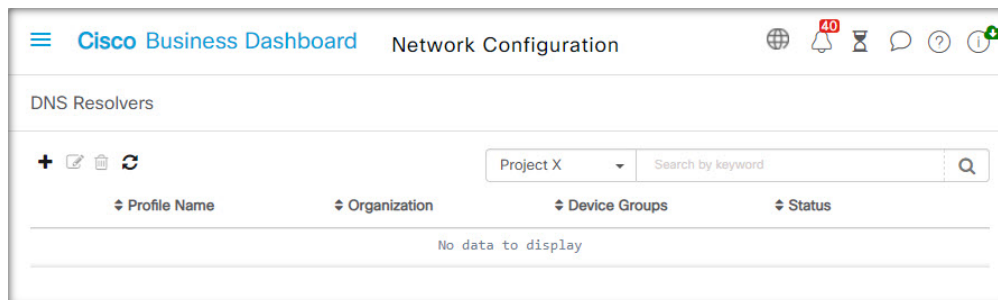 Cisco Business Dashboard Network Configuration 40
DNS Resolvers
Project X Search by keyword
Profile Name Organization Device Groups Status
No data to display